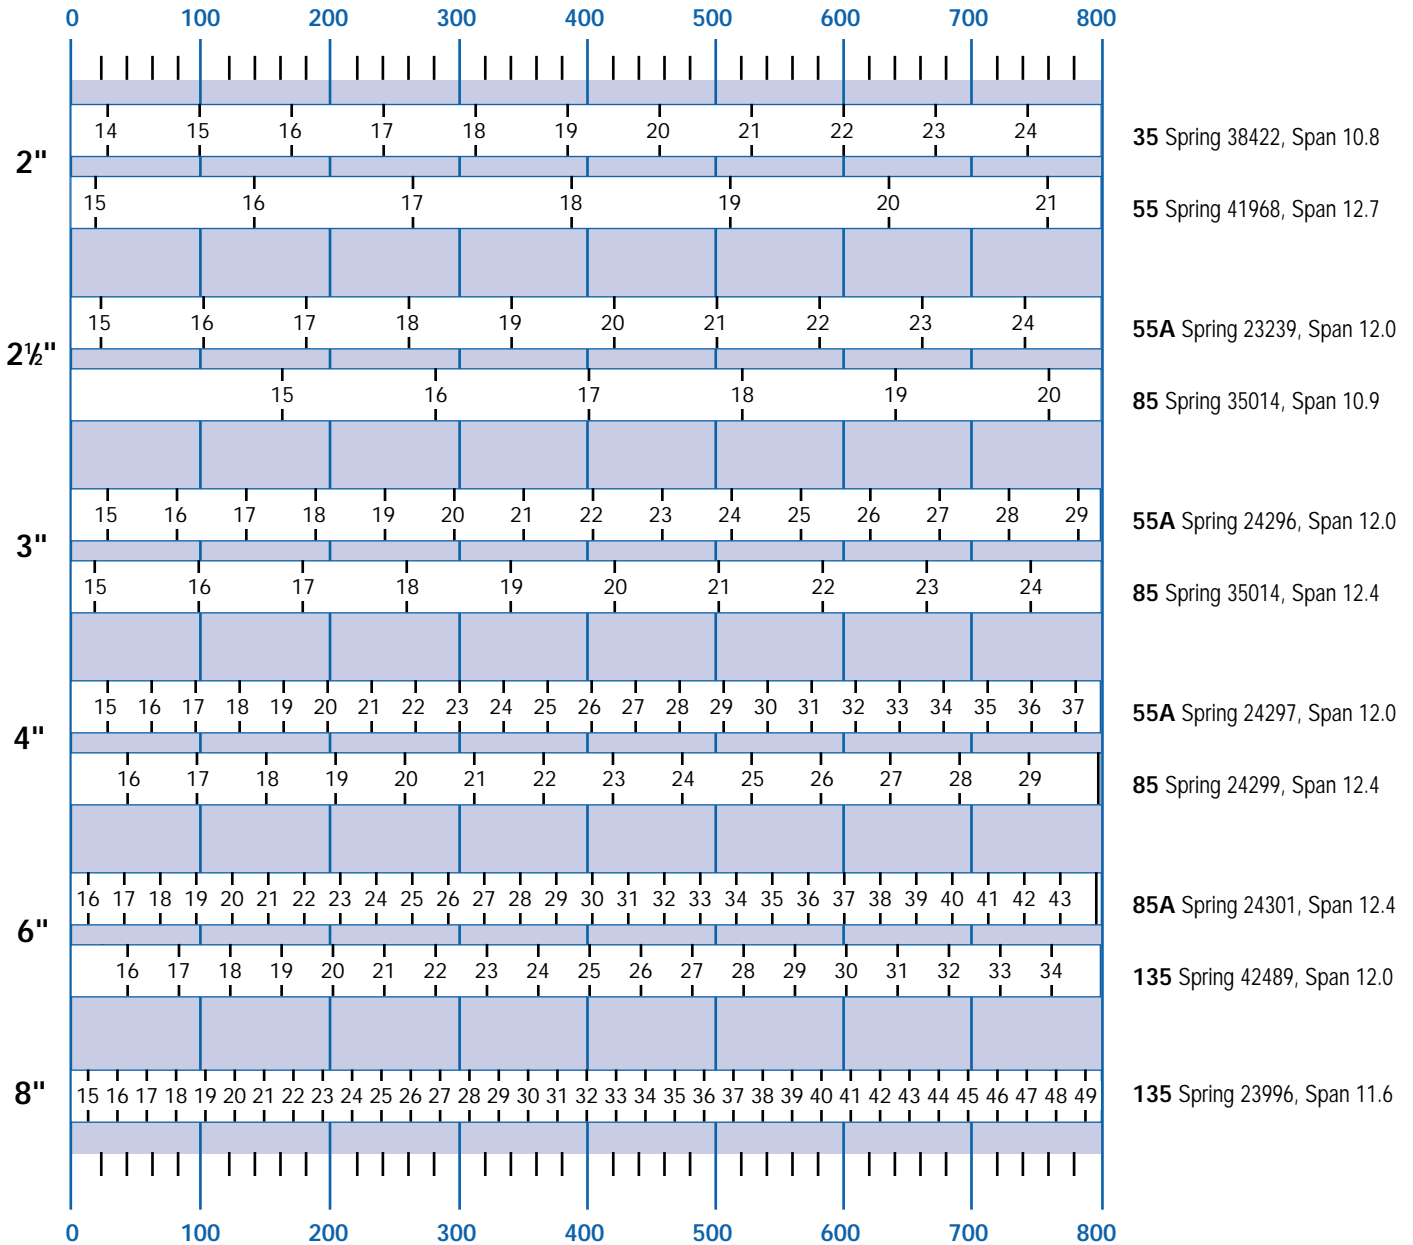 0 100 200 300 400 500 600 700 800
2"
14 15 16 17 18 19 20 21 22 23 24
35 Spring 38422, Span 10.8
15 16 17 18 19 20 21
55 Spring 41968, Span 12.7
2½"
15 16 17 18 19 20 21 22 23 24
55A Spring 23239, Span 12.0
15 16 17 18 19 20
85 Spring 35014, Span 10.9
3"
15 16 17 18 19 20 21 22 23 24 25 26 27 28 29
55A Spring 24296, Span 12.0
15 16 17 18 19 20 21 22 23 24
85 Spring 35014, Span 12.4
4"
15 16 17 18 19 20 21 22 23 24 25 26 27 28 29 30 31 32 33 34 35 36 37
55A Spring 24297, Span 12.0
16 17 18 19 20 21 22 23 24 25 26 27 28 29
85 Spring 24299, Span 12.4
6"
16 17 18 19 20 21 22 23 24 25 26 27 28 29 30 31 32 33 34 35 36 37 38 39 40 41 42 43
85A Spring 24301, Span 12.4
16 17 18 19 20 21 22 23 24 25 26 27 28 29 30 31 32 33 34
135 Spring 42489, Span 12.0
8"
15 16 17 18 19 20 21 22 23 24 25 26 27 28 29 30 31 32 33 34 35 36 37 38 39 40 41 42 43 44 45 46 47 48 49
135 Spring 23996, Span 11.6
0 100 200 300 400 500 600 700 800